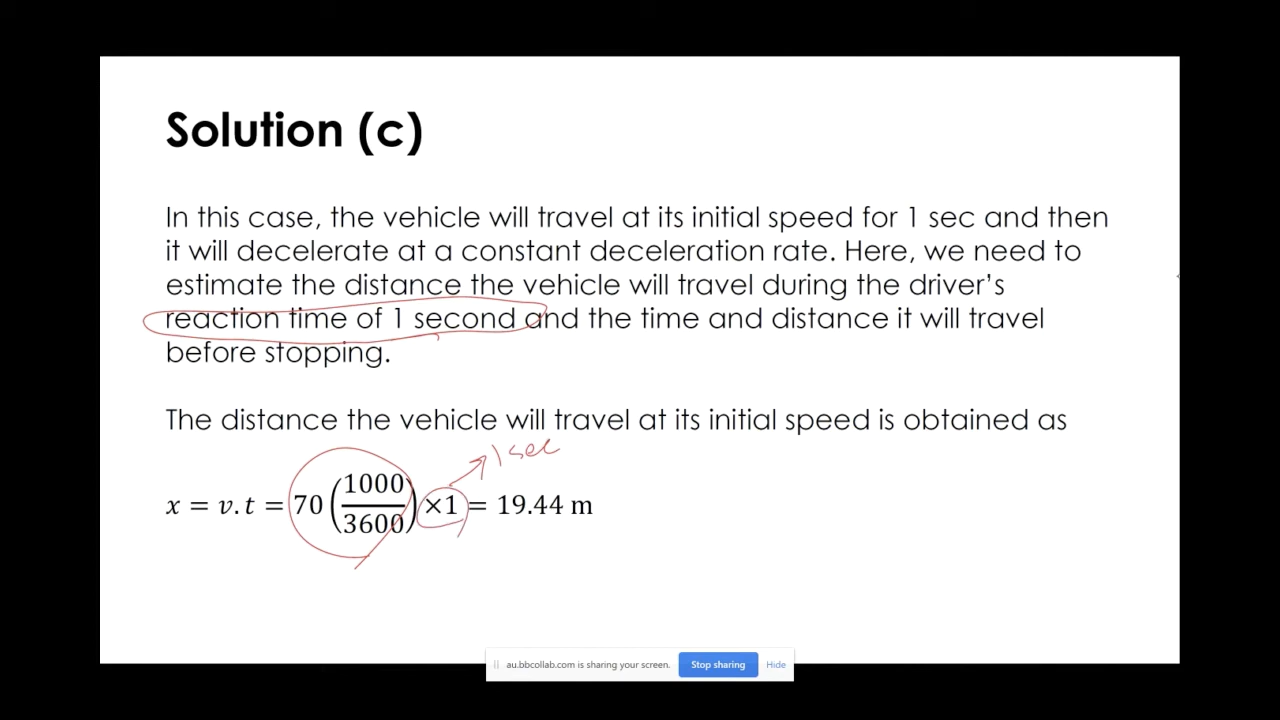 Solution (c)
In this case, the vehicle will travel at its initial speed for 1 sec and then
it will decelerate at a constant deceleration rate. Here, we need to
estimate the distance the vehicle will travel during the driver’s
reaction time of 1 second and the time and distance it will travel
before stopping.
The distance the vehicle will travel at its initial speed is obtained as
1 sec
x = v.t = 70 (1000/3600) ×1 = 19.44 m
au.bbcollab.com is sharing your screen. Stop sharing Hide